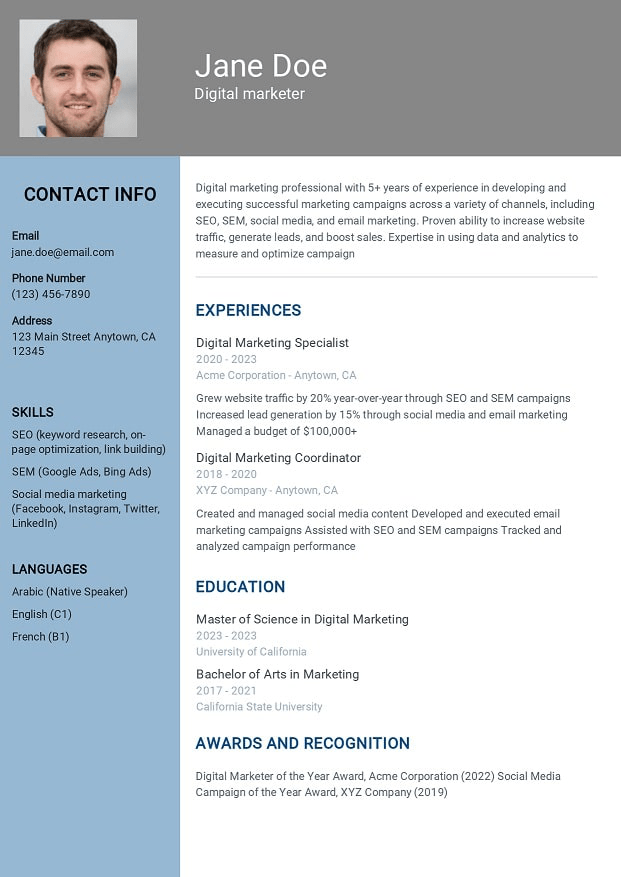 Jane Doe
Digital marketer
CONTACT INFO
Email
jane.doe@email.com
Phone Number
(123) 456-7890
Address
123 Main Street Anytown, CA
12345
SKILLS
SEO (keyword research, on-
page optimization, link building)
SEM (Google Ads, Bing Ads)
Social media marketing
(Facebook, Instagram, Twitter,
LinkedIn)
LANGUAGES
Arabic (Native Speaker)
English (C1)
French (B1)
Digital marketing professional with 5+ years of experience in developing and
executing successful marketing campaigns across a variety of channels, including
SEO, SEM, social media, and email marketing. Proven ability to increase website
traffic, generate leads, and boost sales. Expertise in using data and analytics to
measure and optimize campaign
EXPERIENCES
Digital Marketing Specialist
2020 - 2023
Acme Corporation - Anytown, CA
Grew website traffic by 20% year-over-year through SEO and SEM campaigns
Increased lead generation by 15% through social media and email marketing
Managed a budget of $100,000+
Digital Marketing Coordinator
2018 - 2020
XYZ Company - Anytown, CA
Created and managed social media content Developed and executed email
marketing campaigns Assisted with SEO and SEM campaigns Tracked and
analyzed campaign performance
EDUCATION
Master of Science in Digital Marketing
2023 - 2023
University of California
Bachelor of Arts in Marketing
2017 - 2021
California State University
AWARDS AND RECOGNITION
Digital Marketer of the Year Award, Acme Corporation (2022) Social Media
Campaign of the Year Award, XYZ Company (2019)